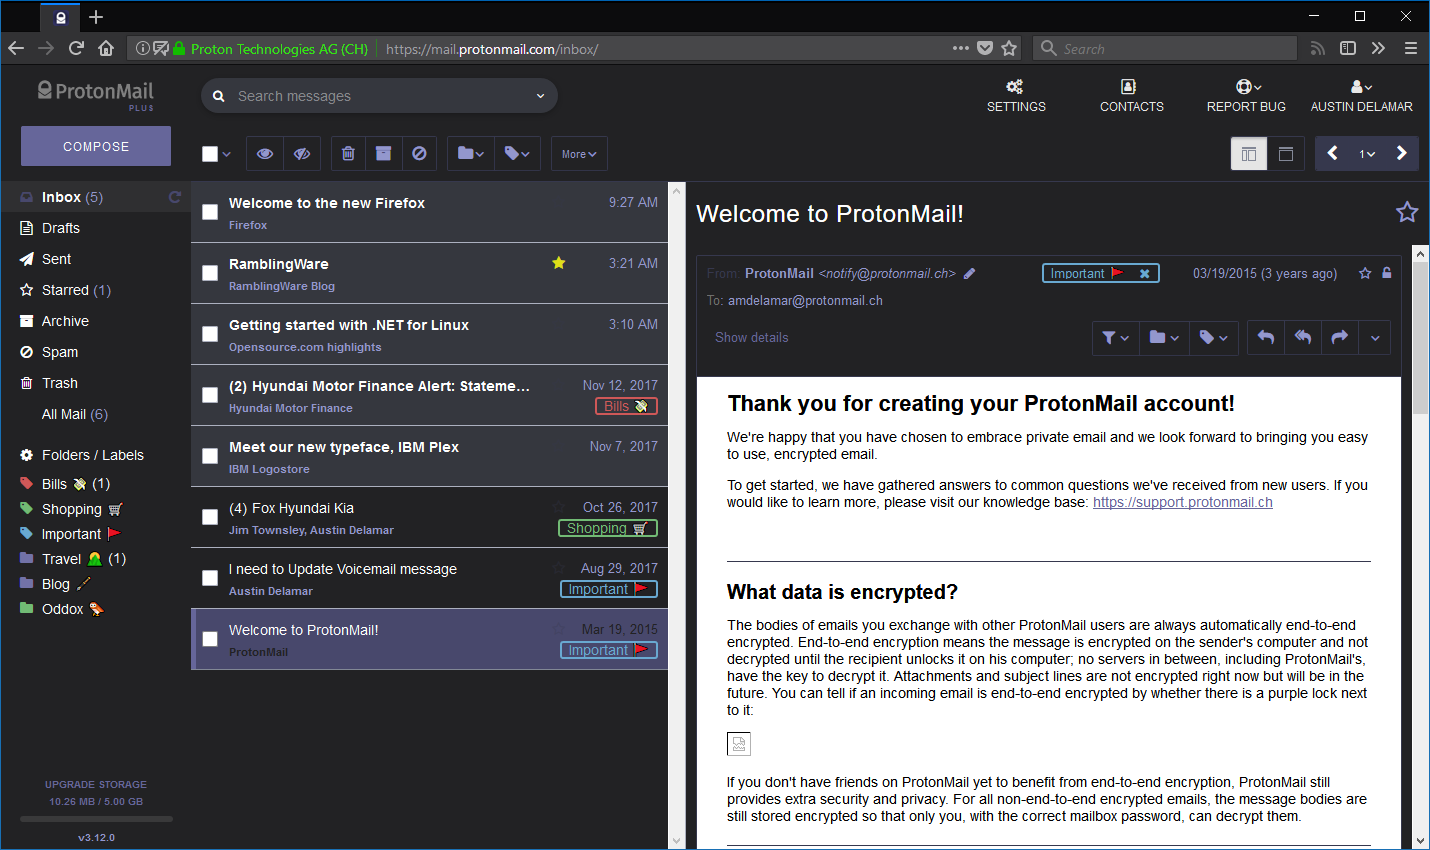 Proton Technologies AG (CH) https://mail.protonmail.com/inbox/
Search
ProtonMail
PLUS
Search messages
SETTINGS
CONTACTS
REPORT BUG
AUSTIN DELAMAR
COMPOSE
More
1
Inbox (5)
Drafts
Sent
Starred (1)
Archive
Spam
Trash
All Mail (6)
Folders / Labels
Bills 💸 (1)
Shopping 🛒
Important 🚩
Travel (1)
Blog
Oddox
UPGRADE STORAGE
10.26 MB / 5.00 GB
v3.12.0
Welcome to the new Firefox 9:27 AM
Firefox
RamblingWare 3:21 AM
RamblingWare Blog
Getting started with .NET for Linux 3:10 AM
Opensource.com highlights
(2) Hyundai Motor Finance Alert: Stateme... Nov 12, 2017
Hyundai Motor Finance Bills 💸
Meet our new typeface, IBM Plex Nov 7, 2017
IBM Logostore
(4) Fox Hyundai Kia Oct 26, 2017
Jim Townsley, Austin Delamar Shopping 🛒
I need to Update Voicemail message Aug 29, 2017
Austin Delamar Important 🚩
Welcome to ProtonMail! Mar 19, 2015
ProtonMail Important 🚩
Welcome to ProtonMail!
From: ProtonMail <notify@protonmail.ch> Important 🚩 03/19/2015 (3 years ago)
To: amdelamar@protonmail.ch
Show details
Thank you for creating your ProtonMail account!
We're happy that you have chosen to embrace private email and we look forward to bringing you easy
to use, encrypted email.
To get started, we have gathered answers to common questions we've received from new users. If you
would like to learn more, please visit our knowledge base: https://support.protonmail.ch
What data is encrypted?
The bodies of emails you exchange with other ProtonMail users are always automatically end-to-end
encrypted. End-to-end encryption means the message is encrypted on the sender's computer and not
decrypted until the recipient unlocks it on his computer; no servers in between, including ProtonMail's,
have the key to decrypt it. Attachments and subject lines are not encrypted right now but will be in the
future. You can tell if an incoming email is end-to-end encrypted by whether there is a purple lock next
to it:
If you don't have friends on ProtonMail yet to benefit from end-to-end encryption, ProtonMail still
provides extra security and privacy. For all non-end-to-end encrypted emails, the message bodies are
still stored encrypted so that only you, with the correct mailbox password, can decrypt them.